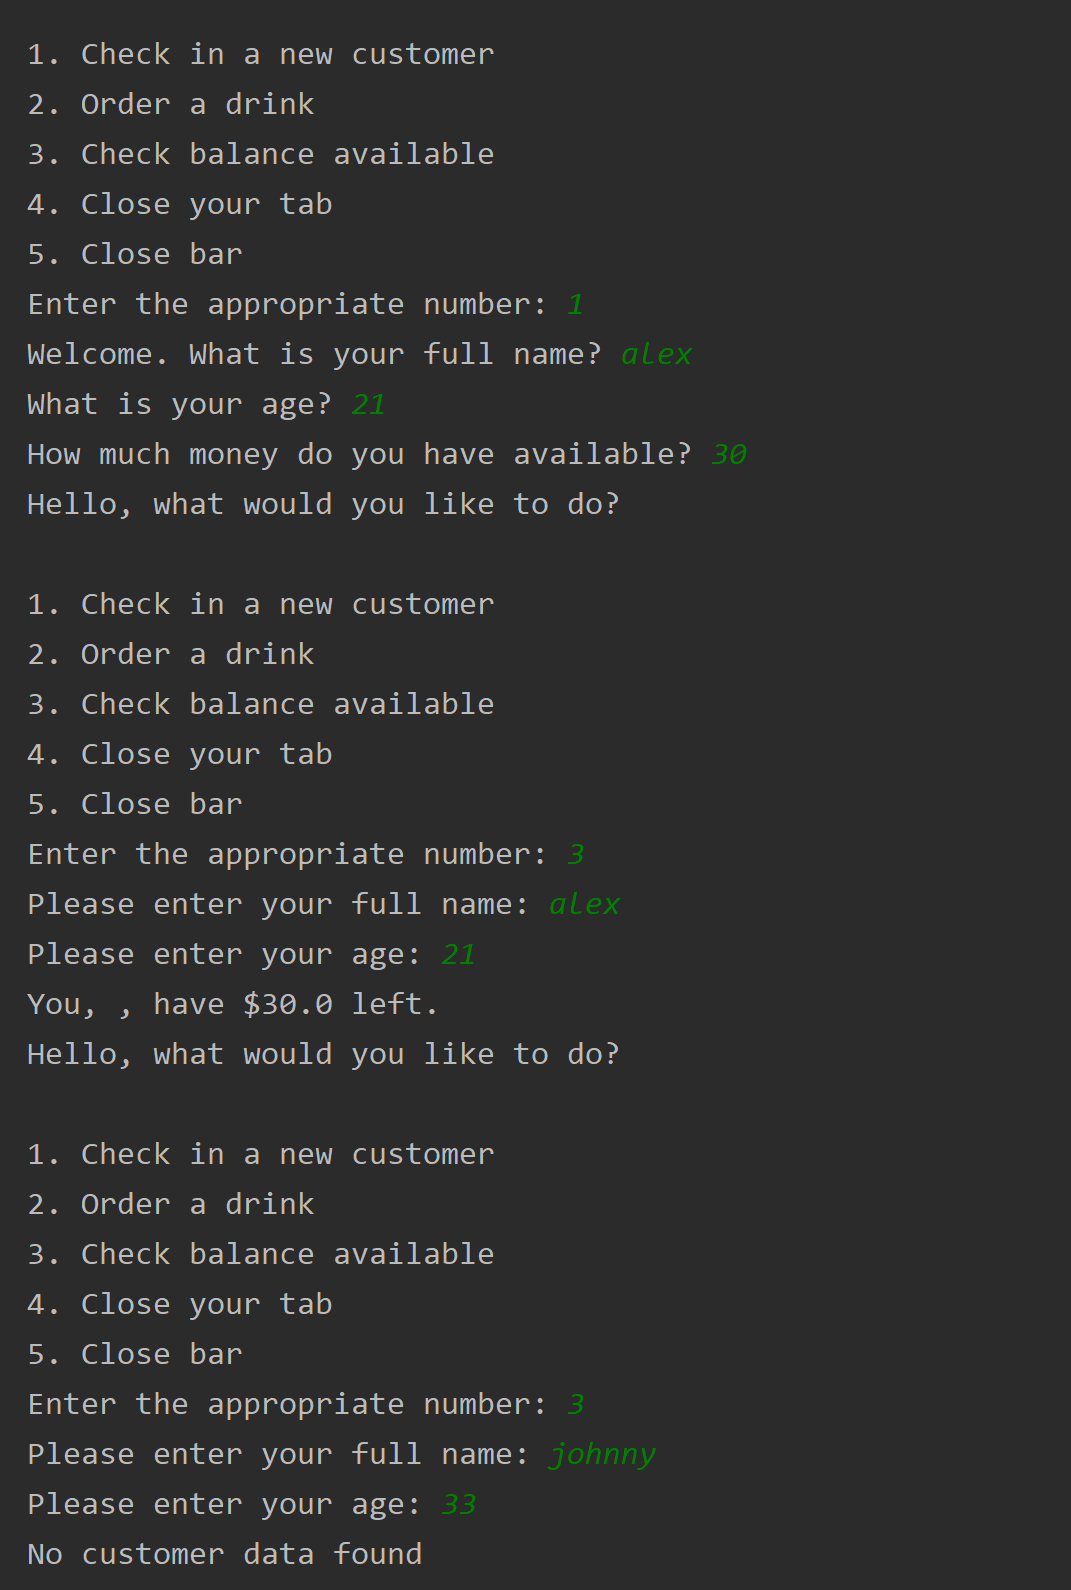 1. Check in a new customer
2. Order a drink
3. Check balance available
4. Close your tab
5. Close bar
Enter the appropriate number: 1
Welcome. What is your full name? alex
What is your age? 21
How much money do you have available? 30
Hello, what would you like to do?
1. Check in a new customer
2. Order a drink
3. Check balance available
4. Close your tab
5. Close bar
Enter the appropriate number: 3
Please enter your full name: alex
Please enter your age: 21
You, , have $30.0 left.
Hello, what would you like to do?
1. Check in a new customer
2. Order a drink
3. Check balance available
4. Close your tab
5. Close bar
Enter the appropriate number: 3
Please enter your full name: johnny
Please enter your age: 33
No customer data found